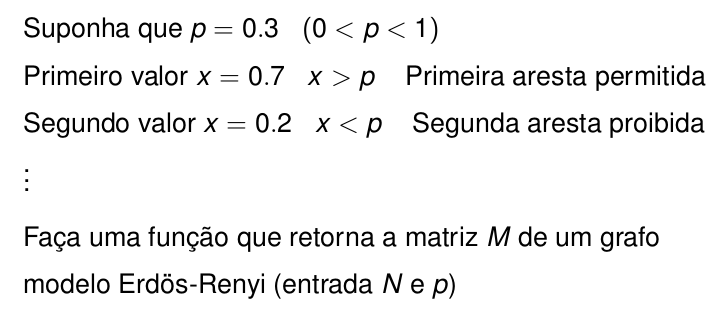 Suponha que p = 0.3 (0 < p < 1)
Primeiro valor x = 0.7 x > p Primeira aresta permitida
Segundo valor x = 0.2 x < p Segunda aresta proibida
⋮
Faça uma função que retorna a matriz M de um grafo
modelo Erdös-Renyi (entrada N e p)